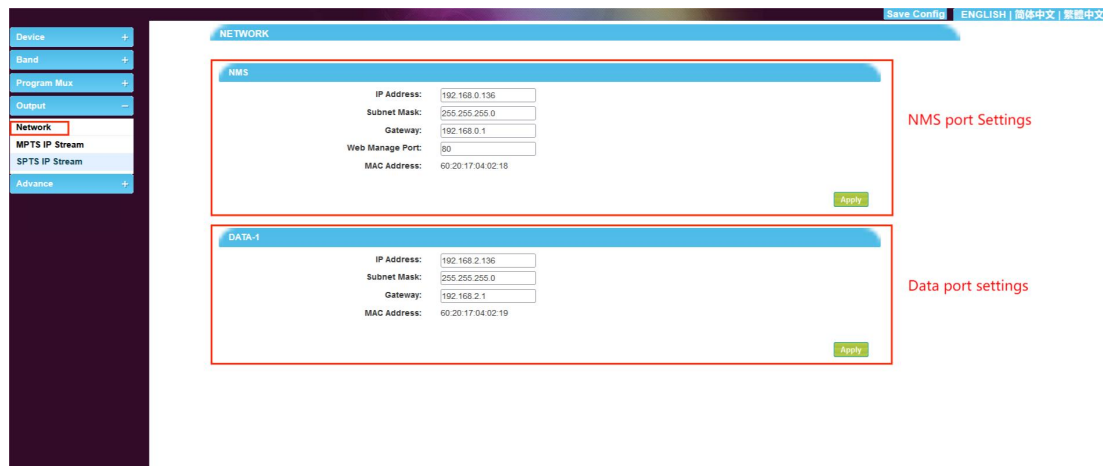 Save Config ENGLISH | 简体中文 | 繁體中文
Device +
Band +
Program Mux +
Output −
Network
MPTS IP Stream
SPTS IP Stream
Advance +
NETWORK
NMS
IP Address: 192.168.0.136
Subnet Mask: 255.255.255.0
Gateway: 192.168.0.1
Web Manage Port: 80
MAC Address: 60:20:17:04:02:18
Apply
NMS port Settings
DATA-1
IP Address: 192.168.2.136
Subnet Mask: 255.255.255.0
Gateway: 192.168.2.1
MAC Address: 60:20:17:04:02:19
Apply
Data port settings